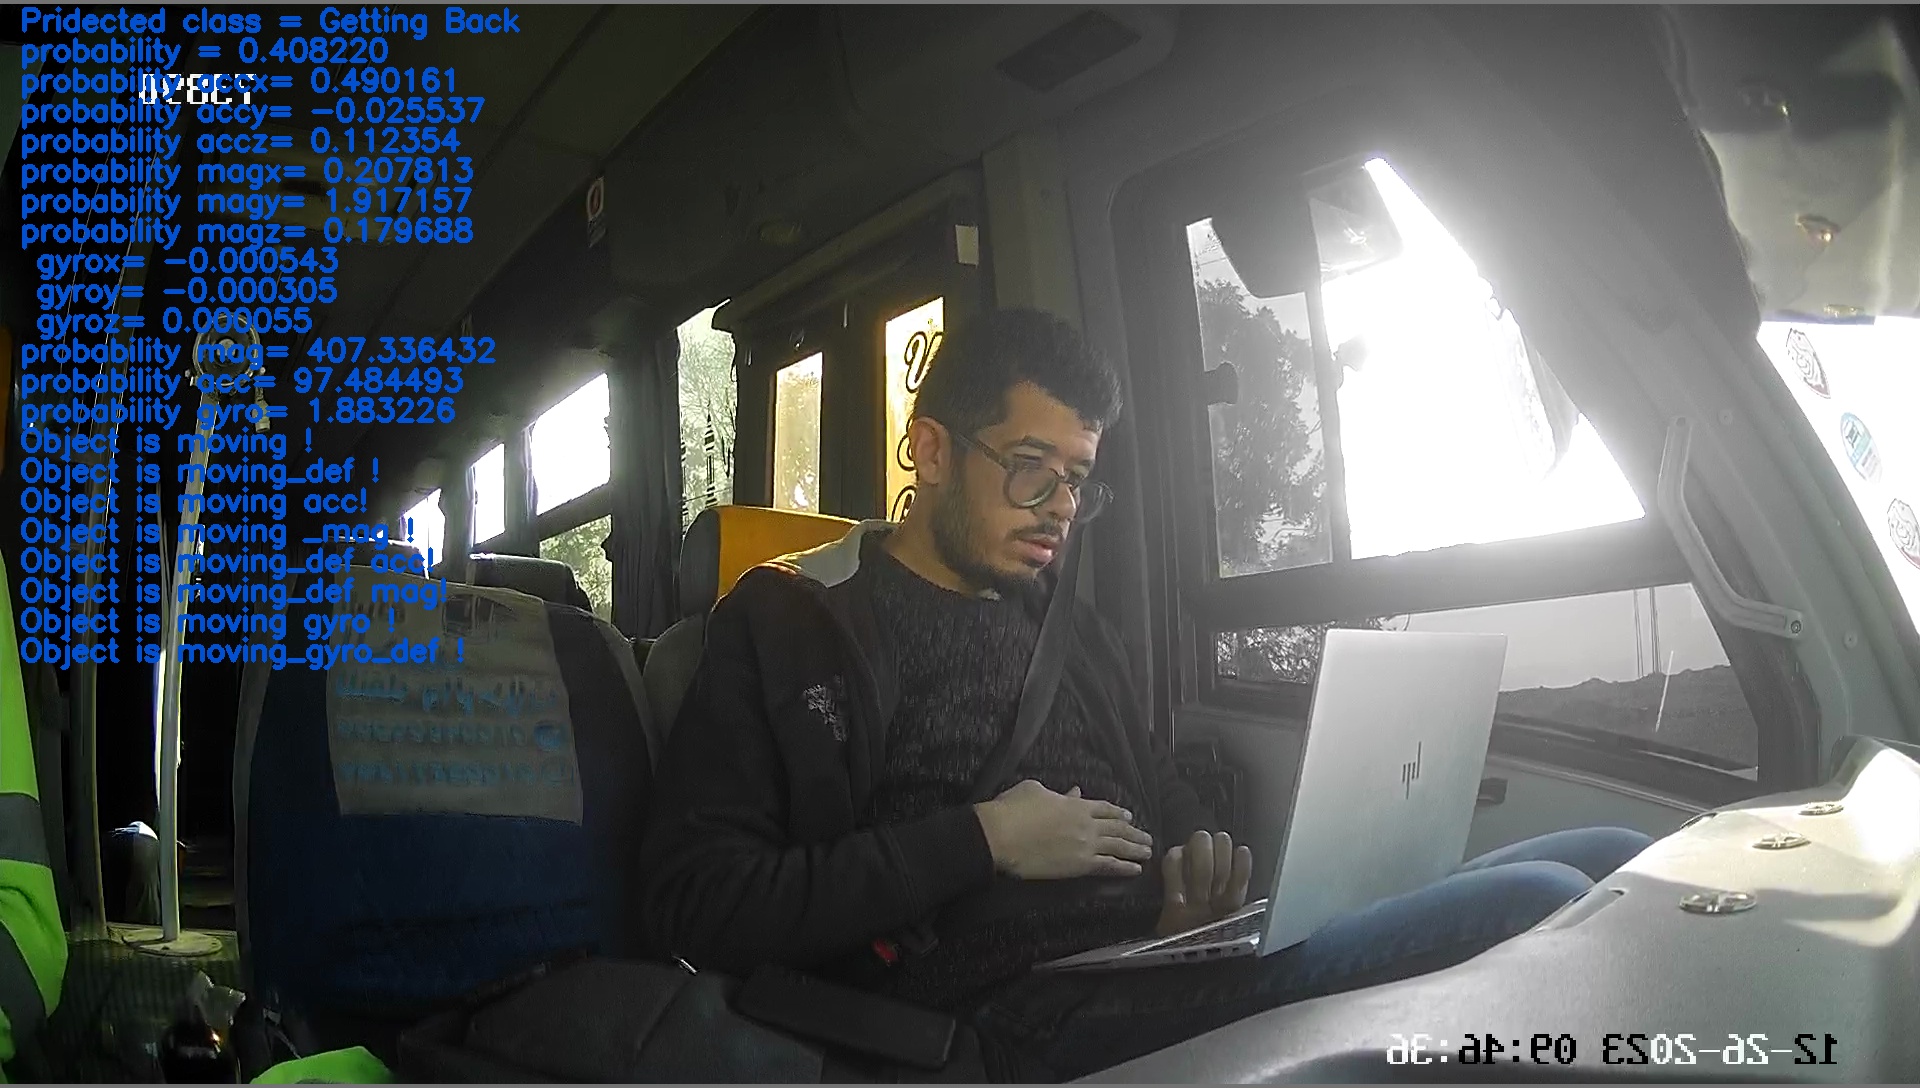 Pridected class = Getting Back
probability = 0.408220
probability accx= 0.490161
probability accy= -0.025537
probability accz= 0.112354
probability magx= 0.207813
probability magy= 1.917157
probability magz= 0.179688
gyrox= -0.000543
gyroy= -0.000305
gyroz= 0.000055
probability mag= 407.336432
probability acc= 97.484493
probability gyro= 1.883226
Object is moving !
Object is moving_def !
Object is moving acc!
Object is moving _mag !
Object is moving_def acc!
Object is moving_def mag!
Object is moving gyro !
Object is moving_gyro_def !
hp
12-26-2023 09:46:36